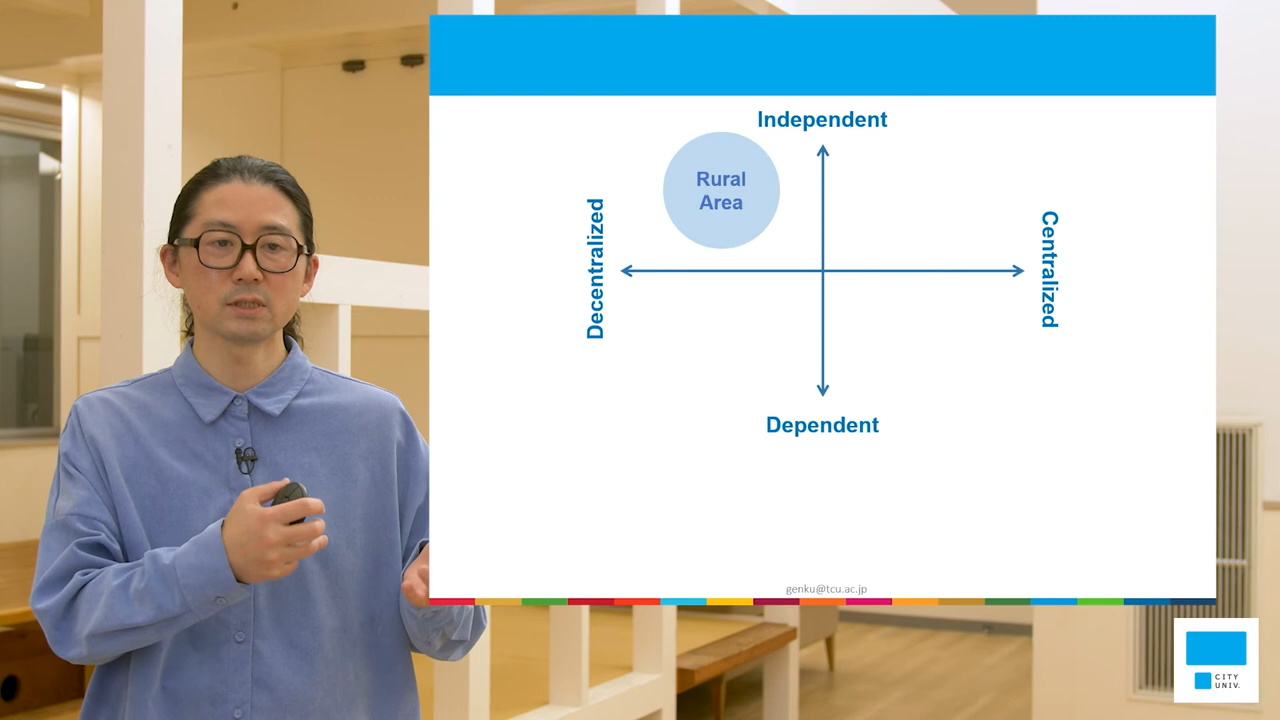 Independent
Rural
Area
Decentralized
Centralized
Dependent
genku@tcu.ac.jp
CITY
UNIV.